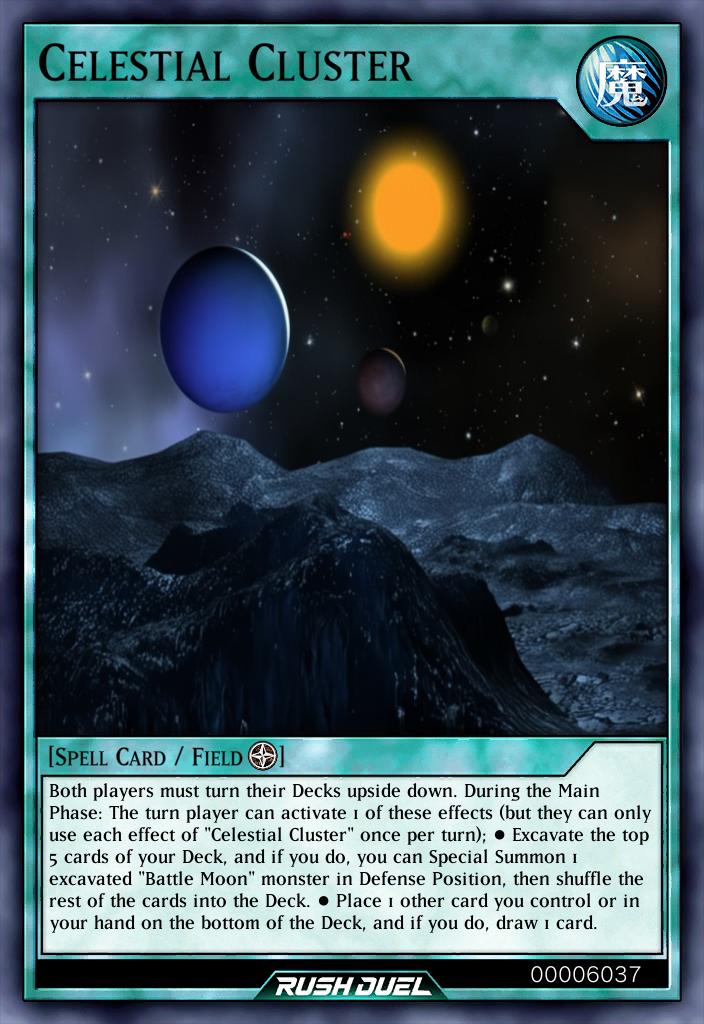 Celestial Cluster
魔
[Spell Card / Field]
Both players must turn their Decks upside down. During the Main
Phase: The turn player can activate 1 of these effects (but they can only
use each effect of "Celestial Cluster" once per turn); ● Excavate the top
5 cards of your Deck, and if you do, you can Special Summon 1
excavated "Battle Moon" monster in Defense Position, then shuffle the
rest of the cards into the Deck. ● Place 1 other card you control or in
your hand on the bottom of the Deck, and if you do, draw 1 card.
00006037
RUSH DUEL